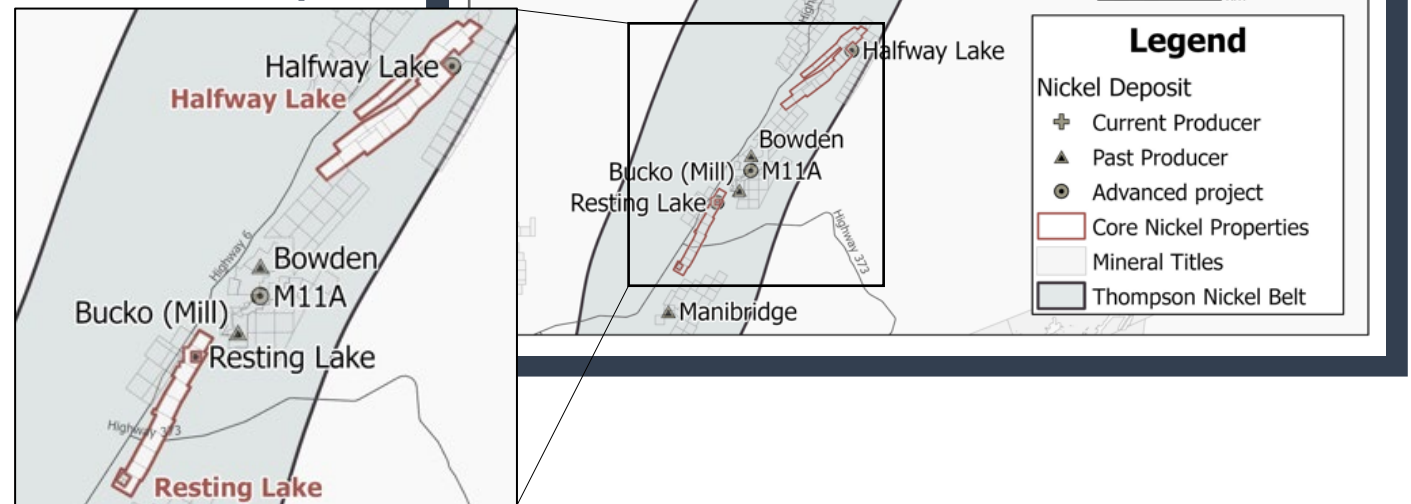 Halfway Lake
Halfway Lake
Highway 6
Bowden
M11A
Bucko (Mill)
Resting Lake
Highway 373
Resting Lake
Halfway Lake
Bowden
Bucko (Mill)
M11A
Resting Lake
Highway 373
Manibridge
Legend
Nickel Deposit
Current Producer
Past Producer
Advanced project
Core Nickel Properties
Mineral Titles
Thompson Nickel Belt